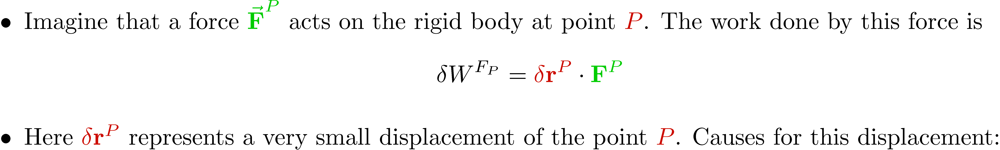 • Imagine that a force $\vec{\mathbf{F}}^{P}$ acts on the rigid body at point $P$. The work done by this force is
$\delta W^{F_P} = \delta \mathbf{r}^{P} \cdot \mathbf{F}^{P}$
• Here $\delta \mathbf{r}^{P}$ represents a very small displacement of the point $P$. Causes for this displacement: